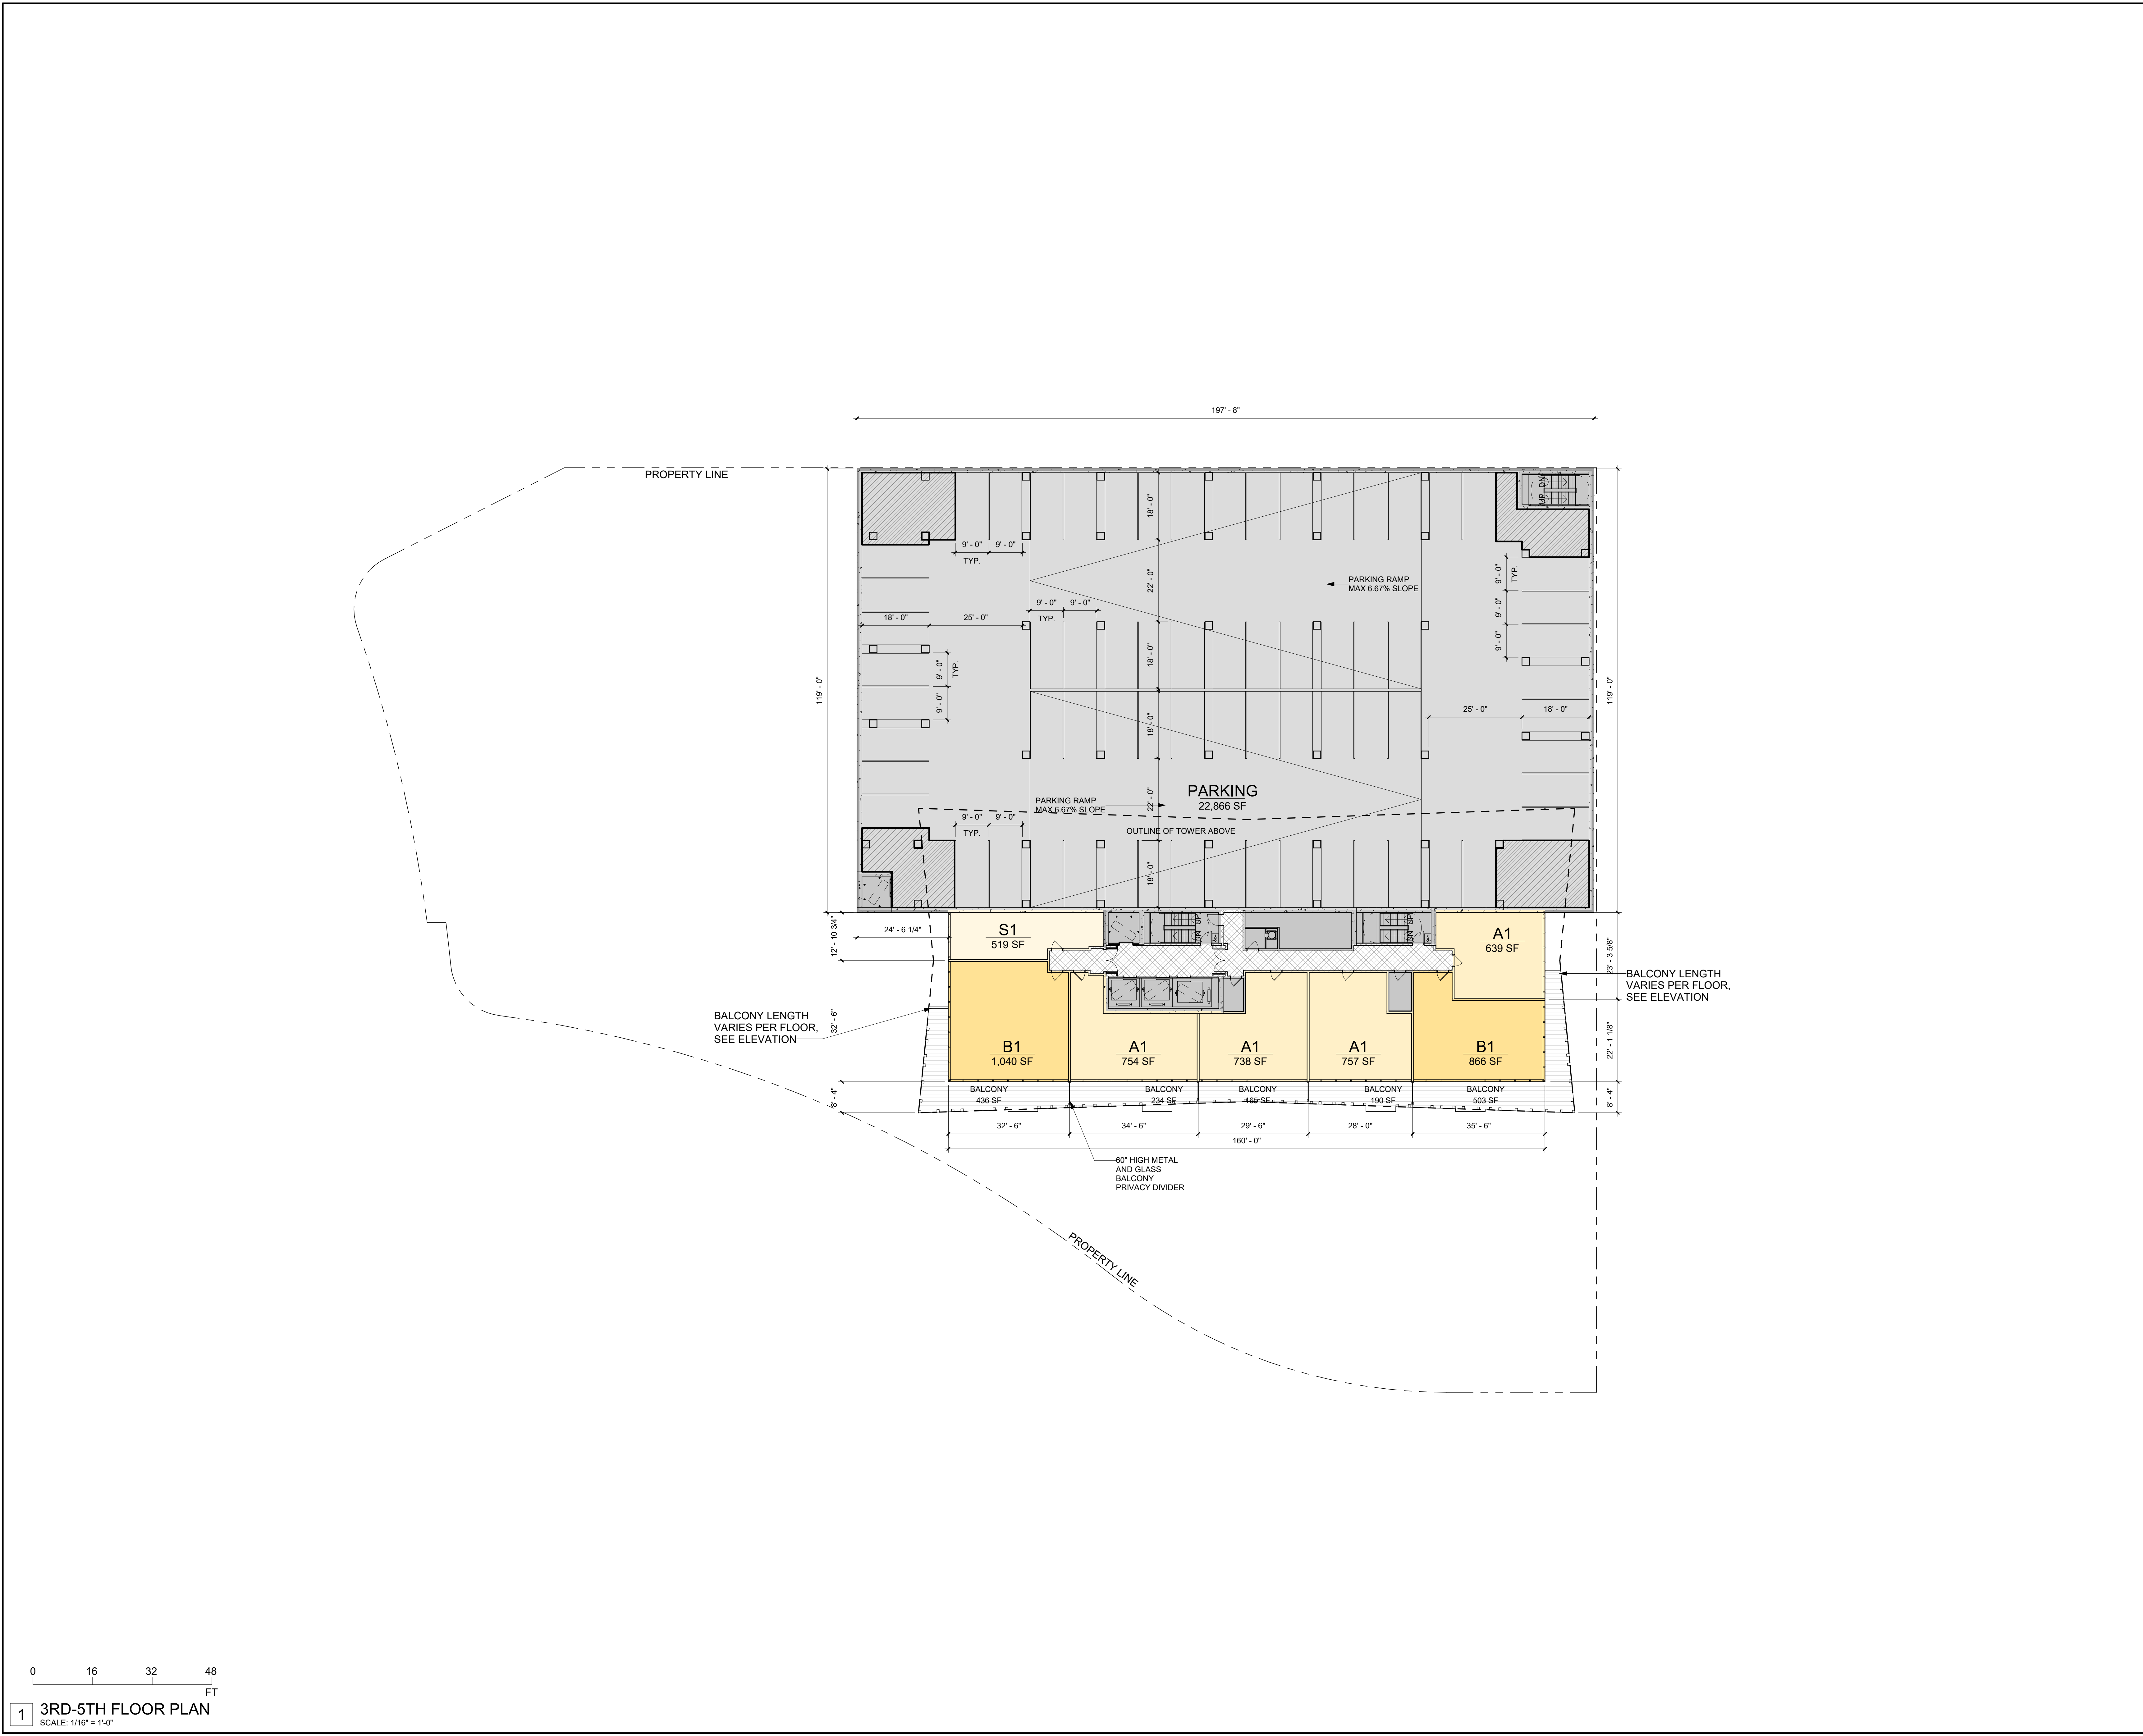 197' - 8"
PROPERTY LINE
18' - 0"
UP
DN
9' - 0"
9' - 0"
TYP.
22' - 0"
PARKING RAMP
MAX 6.67% SLOPE
9' - 0"
TYP.
9' - 0"
9' - 0"
9' - 0"
9' - 0"
TYP.
18' - 0"
25' - 0"
18' - 0"
9' - 0"
TYP.
9' - 0"
119' - 0"
119' - 0"
18' - 0"
25' - 0"
18' - 0"
PARKING
22,866 SF
PARKING RAMP
MAX 6.67% SLOPE
22' - 0"
9' - 0"
9' - 0"
TYP.
OUTLINE OF TOWER ABOVE
18' - 0"
24' - 6 1/4"
12' - 10 3/4"
S1
519 SF
UP
DN
UP
DN
A1
639 SF
23' - 3 5/8"
BALCONY LENGTH
VARIES PER FLOOR,
SEE ELEVATION
BALCONY LENGTH
VARIES PER FLOOR,
SEE ELEVATION
32' - 6"
B1
1,040 SF
A1
754 SF
A1
738 SF
A1
757 SF
B1
866 SF
22' - 1 1/8"
8' - 4"
BALCONY
436 SF
BALCONY
234 SF
BALCONY
165 SF
BALCONY
190 SF
BALCONY
503 SF
8' - 4"
32' - 6"
34' - 6"
29' - 6"
28' - 0"
35' - 6"
160' - 0"
60" HIGH METAL
AND GLASS
BALCONY
PRIVACY DIVIDER
PROPERTY LINE
0 16 32 48
FT
1 3RD-5TH FLOOR PLAN
SCALE: 1/16" = 1'-0"